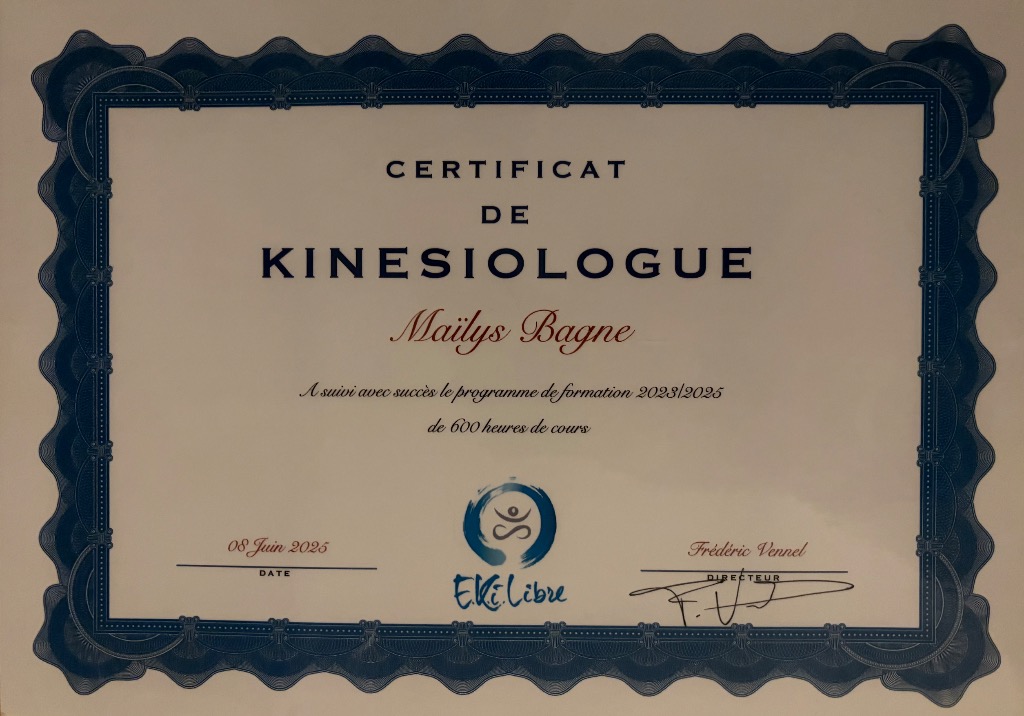 CERTIFICAT
DE
KINESIOLOGUE
Maïlys Bagne
A suivi avec succès le programme de formation 2023/2025
de 600 heures de cours
08 Juin 2025
DATE
E.Ki.Libre
Frédéric Vennel
DIRECTEUR
F. V